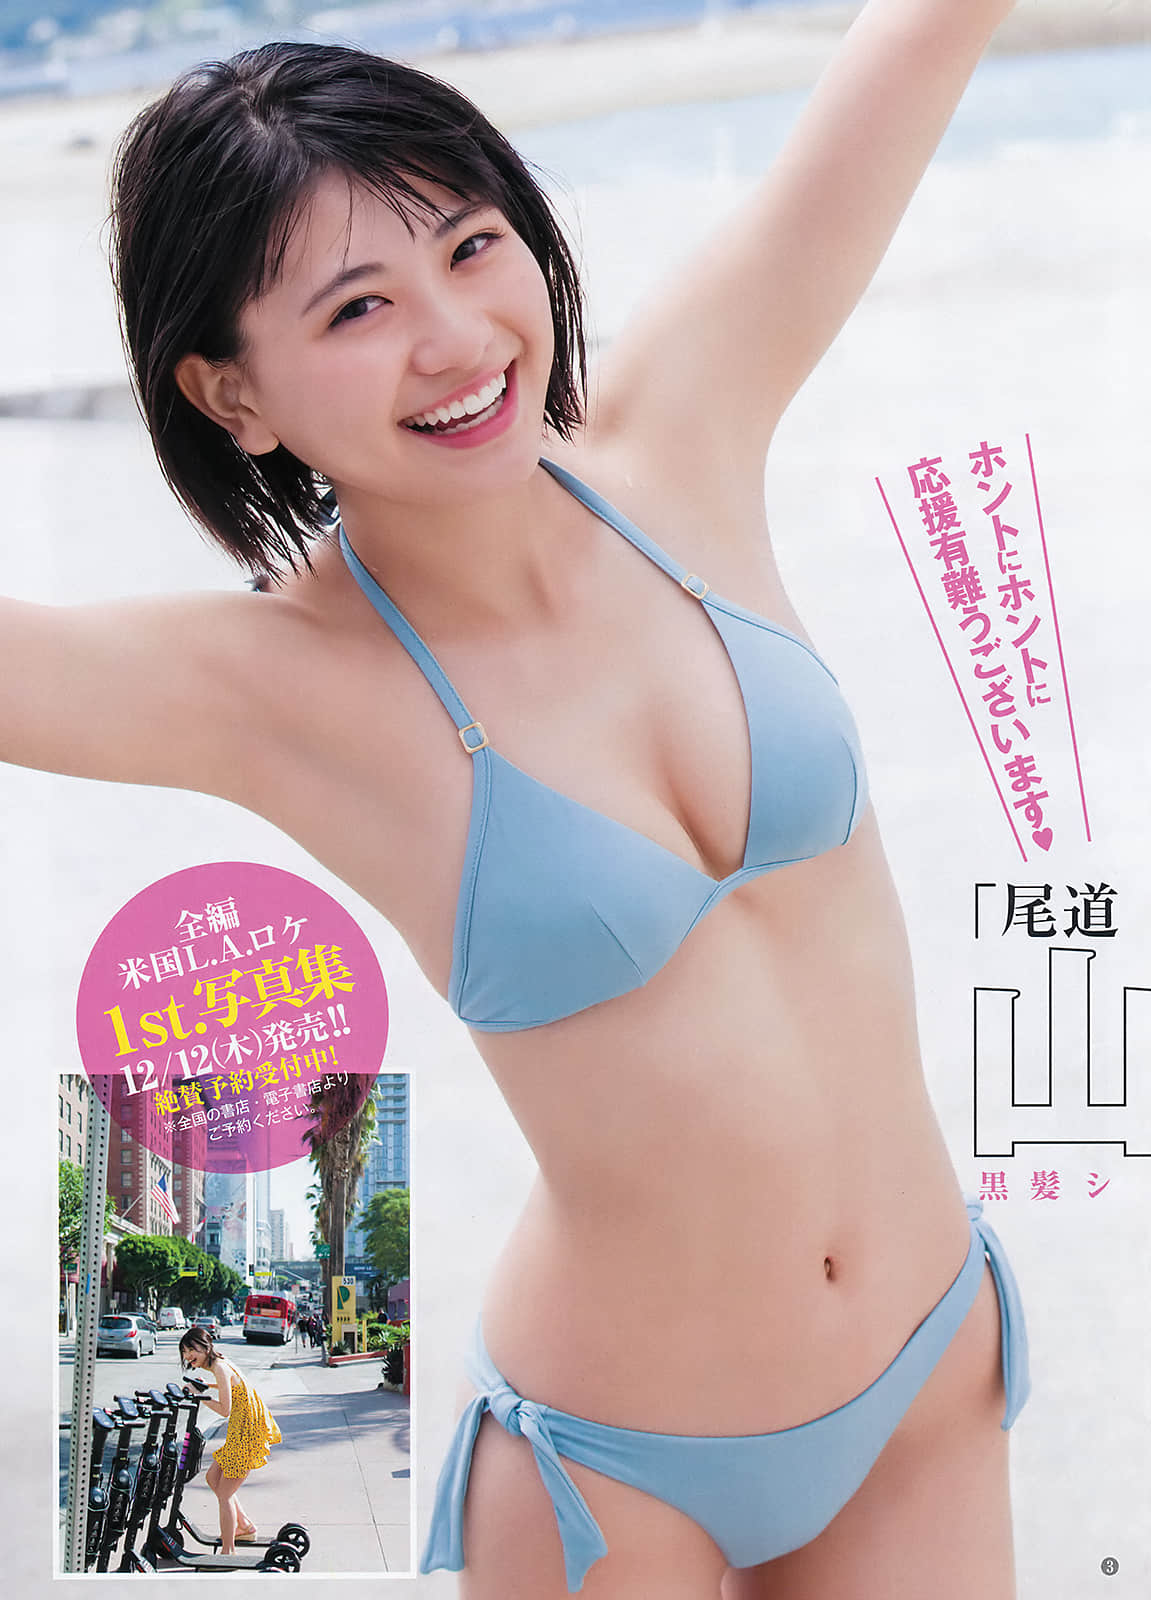 ホントにホントに
応援有難うございます♥
「尾道
山
黒髪シ
全編
米国L.A.ロケ
1st.写真集
12/12(木)発売!!
絶賛予約受付中!
※全国の書店・電子書店より
ご予約ください。
530
P
3